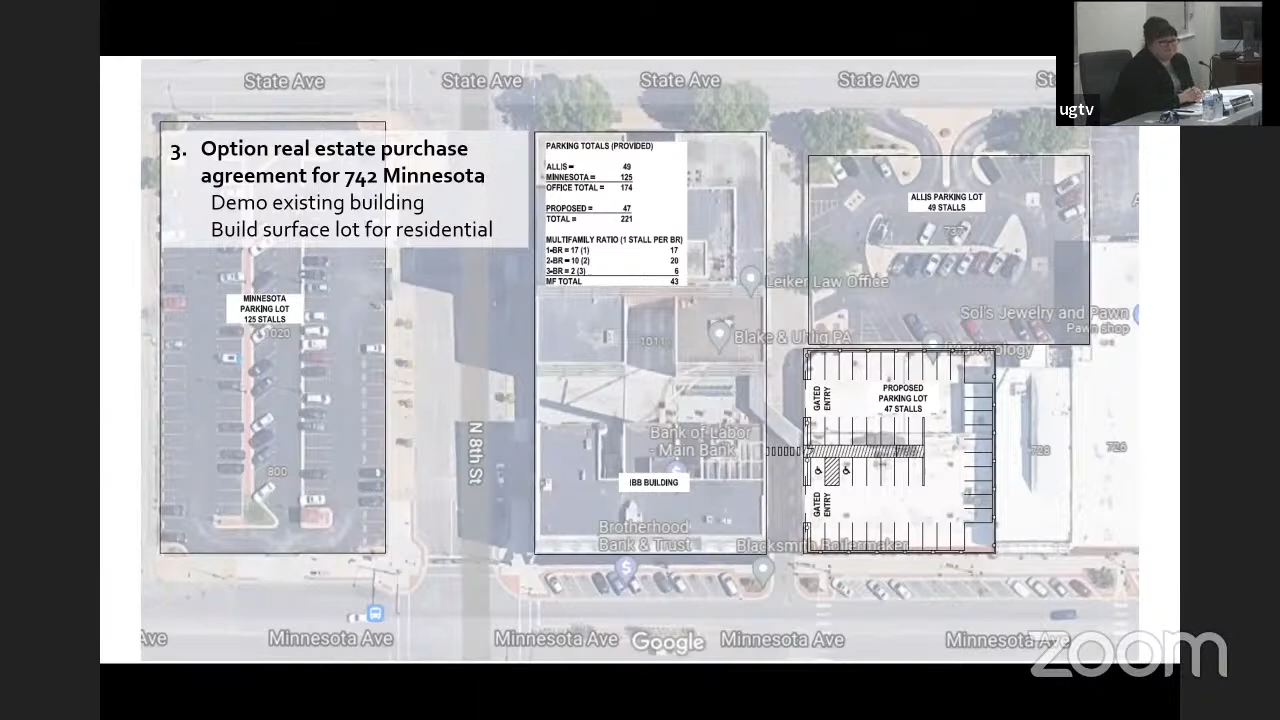 State Ave
State Ave
State Ave
State Ave
ugtv
3. Option real estate purchase
agreement for 742 Minnesota
Demo existing building
Build surface lot for residential
PARKING TOTALS (PROVIDED)
ALLIS = 49
MINNESOTA = 125
OFFICE TOTAL = 174
PROPOSED = 47
TOTAL = 221
MULTIFAMILY RATIO (1 STALL PER BR)
1-BR = 17 (1) 17
2-BR = 10 (2) 20
3-BR = 2 (3) 6
MF TOTAL 43
ALLIS PARKING LOT
49 STALLS
737
Leiker Law Office
MINNESOTA
PARKING LOT
125 STALLS
1020
Blake & Uhlig PA
Sol's Jewelry and Pawn
Pawn shop
PROPOSED
PARKING LOT
47 STALLS
GATED
ENTRY
N 8th St
Bank of Labor
- Main Bank
IBB BUILDING
800
728
726
GATED
ENTRY
Brotherhood
Bank & Trust
Blacksmith Boilermaker
Ave
Minnesota Ave
Minnesota Ave
Google
Minnesota Ave
Minnesota Ave
zoom